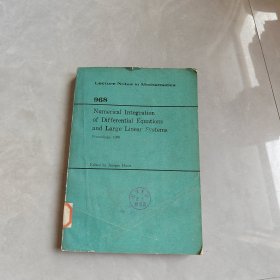 Lecture Notes in Mathematics
968
Numerical Integration
of Differential Equations
and Large Linear Systems
Proceedings, 1980
Edited by Juergen Hinze